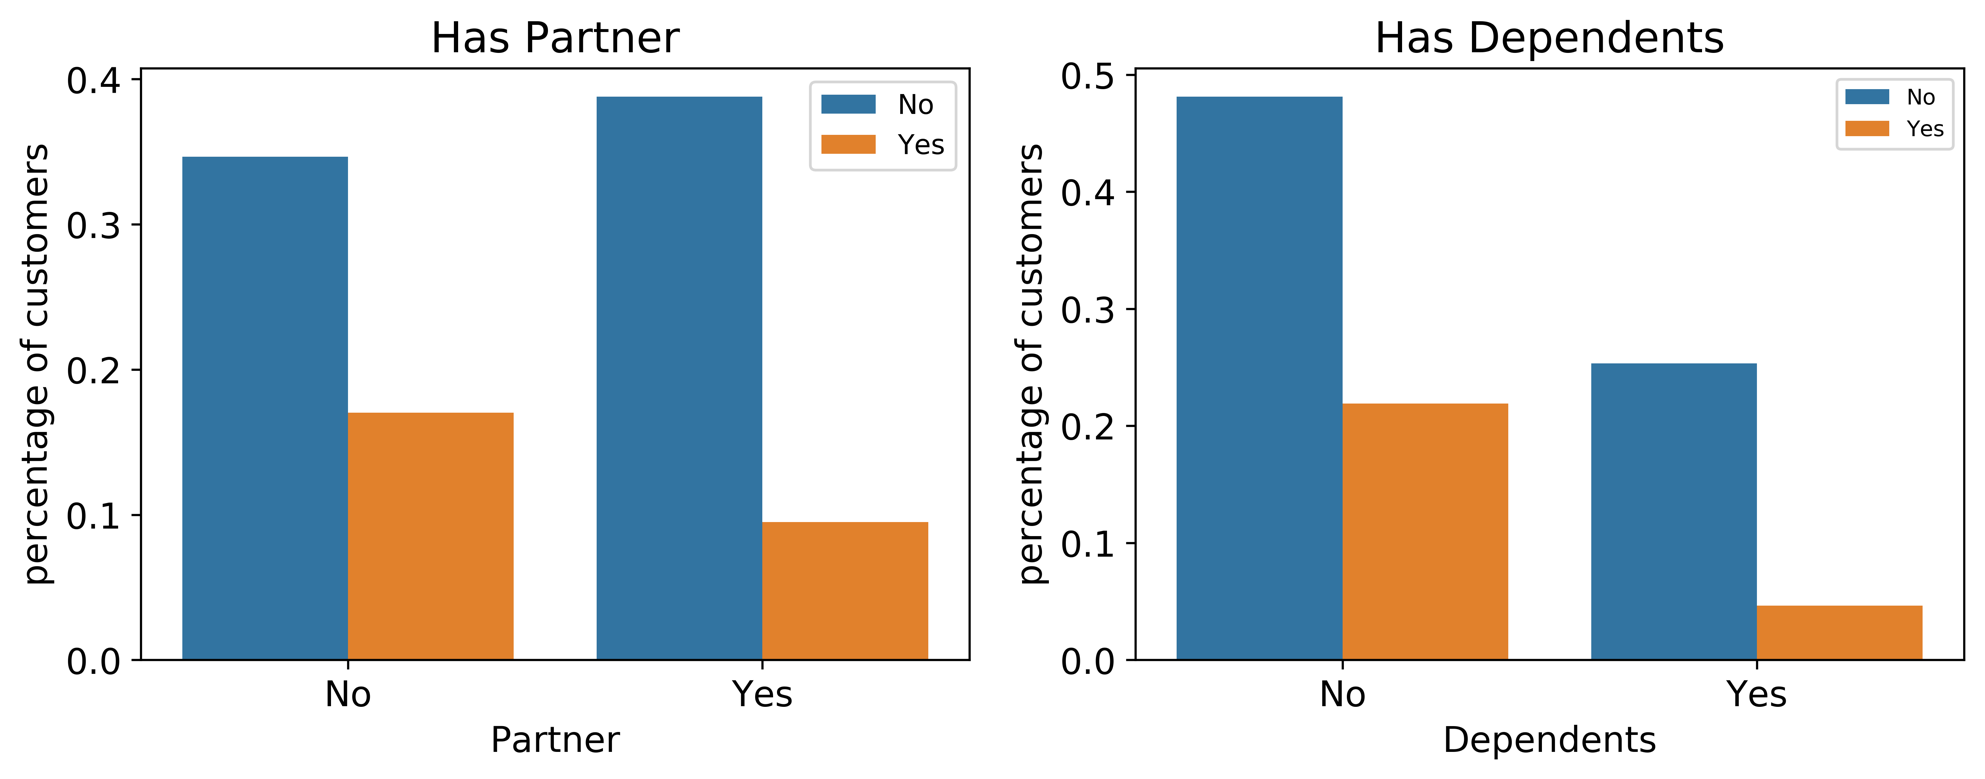 Has Partner
0.4
0.3
0.2
0.1
0.0
percentage of customers
No
Yes
No
Yes
Partner
Has Dependents
0.5
0.4
0.3
0.2
0.1
0.0
percentage of customers
No
Yes
No
Yes
Dependents